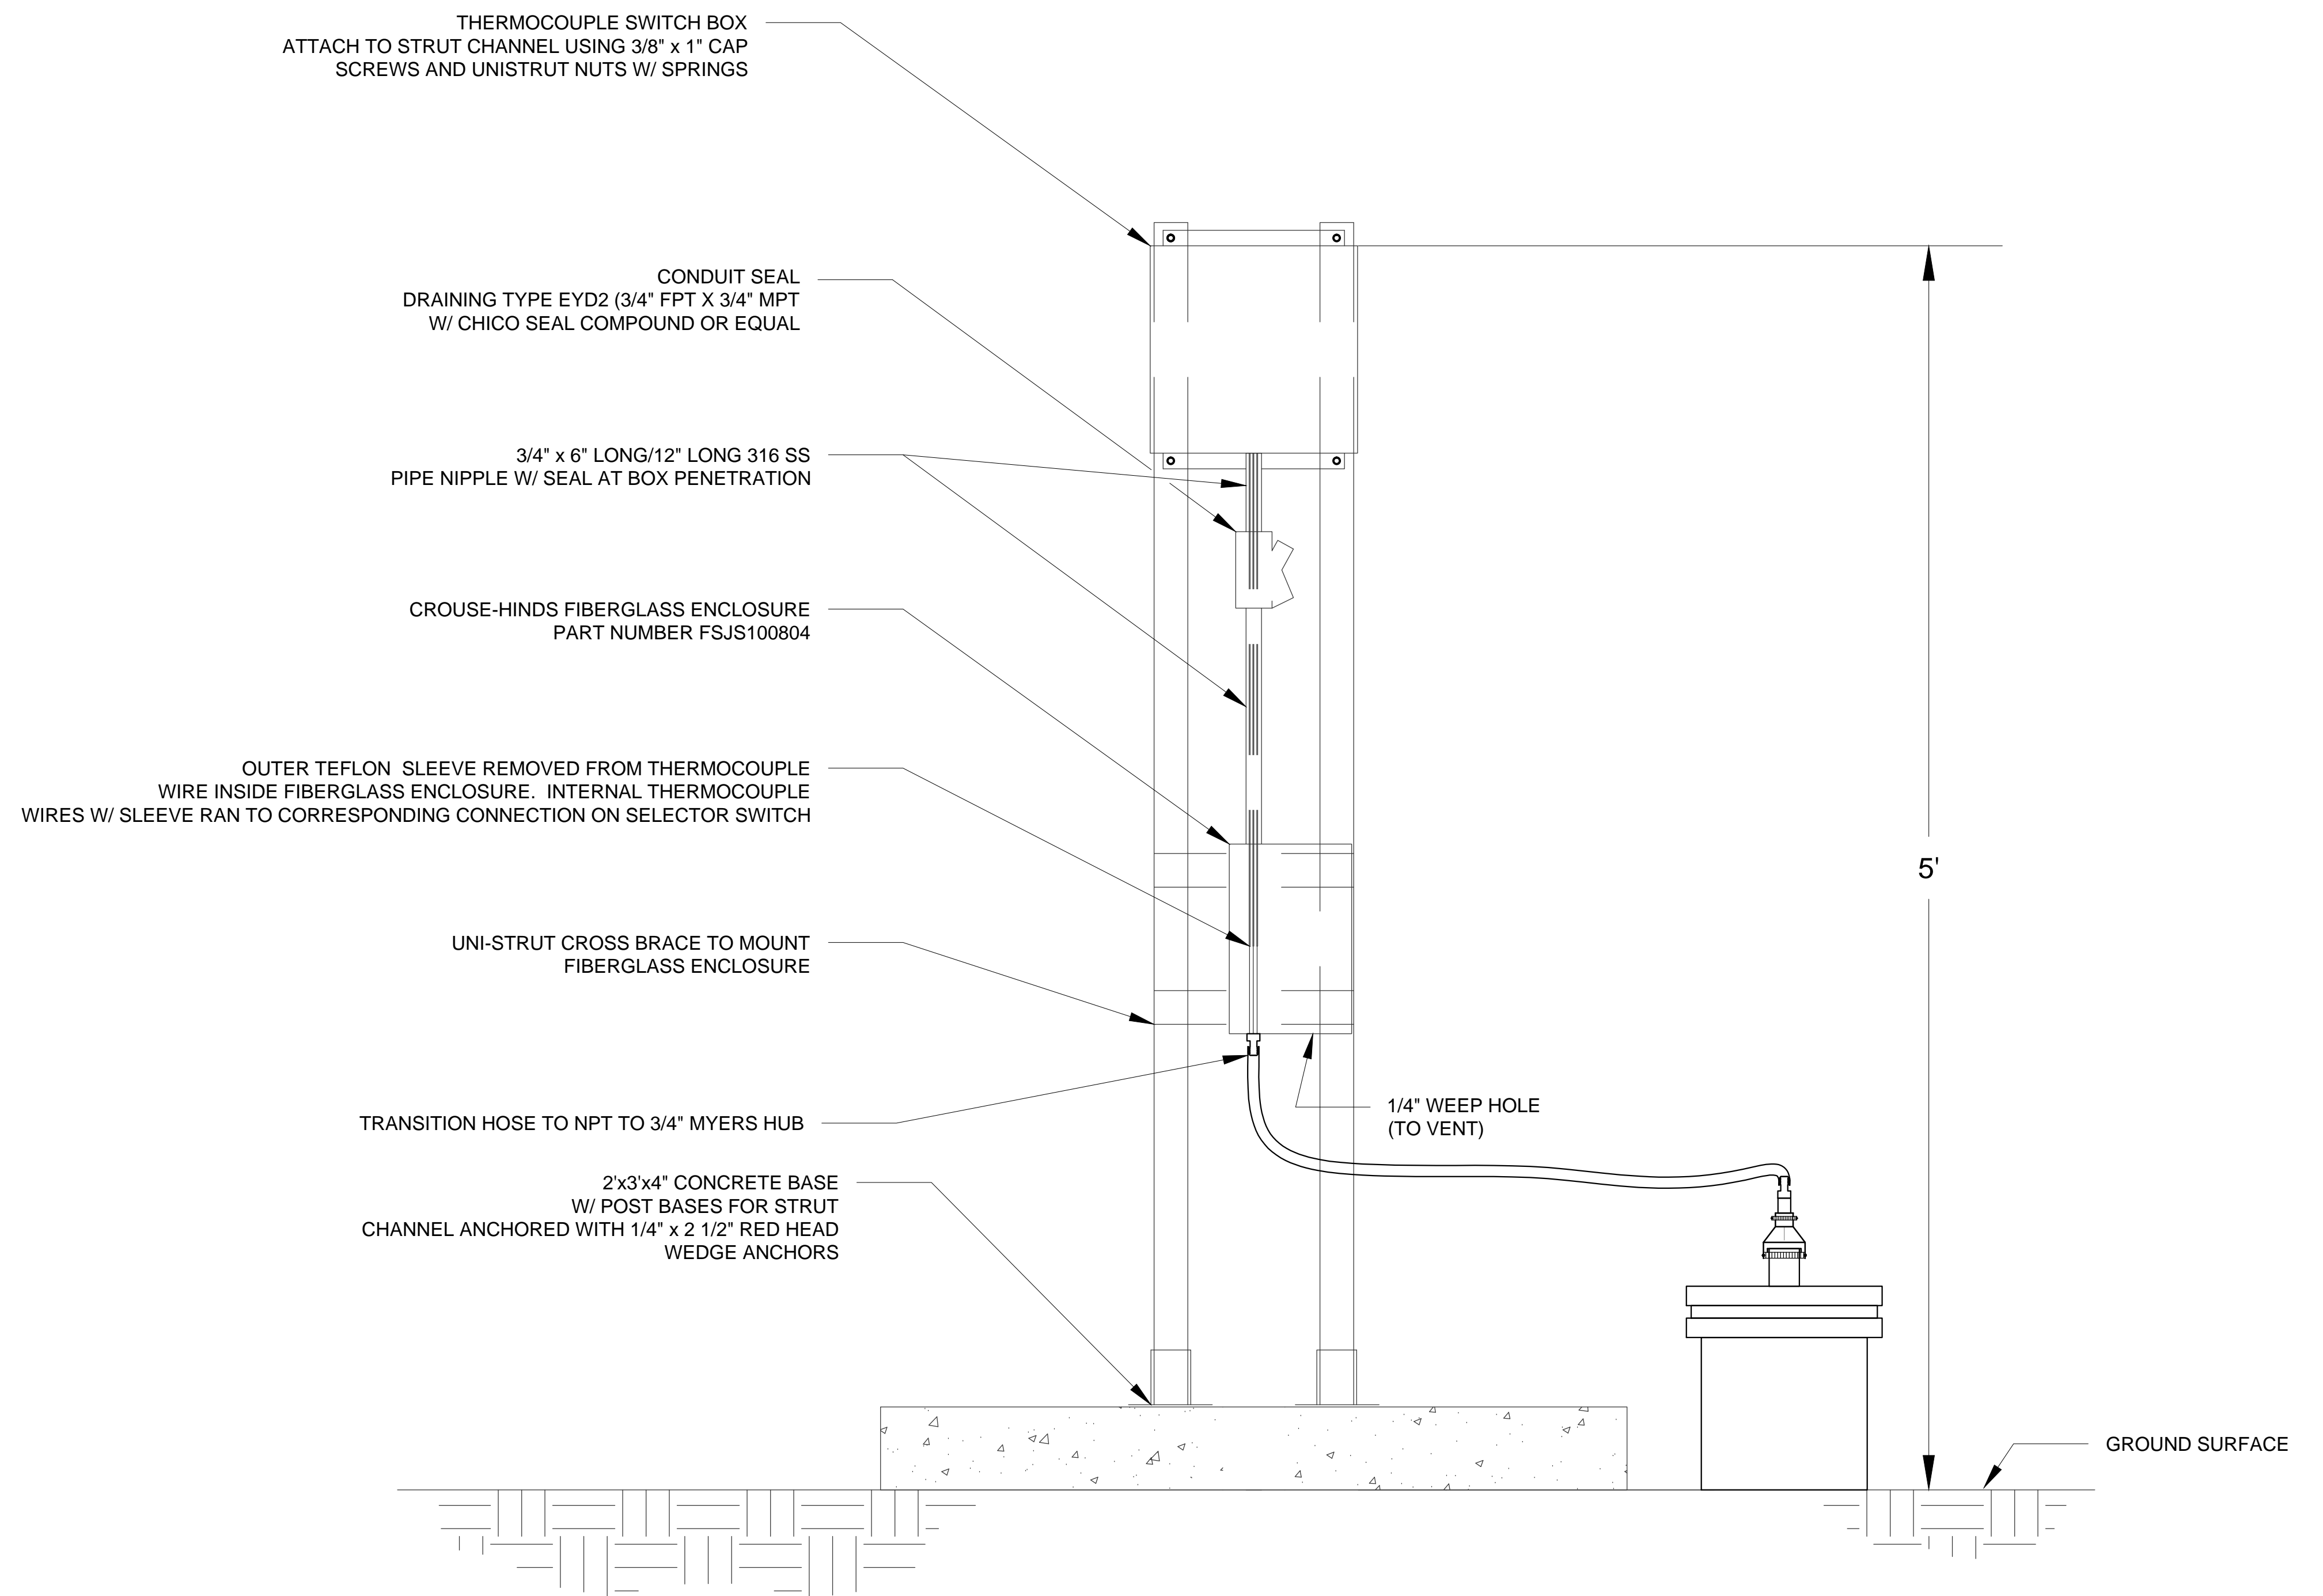 THERMOCOUPLE SWITCH BOX
ATTACH TO STRUT CHANNEL USING 3/8" x 1" CAP
SCREWS AND UNISTRUT NUTS W/ SPRINGS
CONDUIT SEAL
DRAINING TYPE EYD2 (3/4" FPT X 3/4" MPT
W/ CHICO SEAL COMPOUND OR EQUAL
3/4" x 6" LONG/12" LONG 316 SS
PIPE NIPPLE W/ SEAL AT BOX PENETRATION
CROUSE-HINDS FIBERGLASS ENCLOSURE
PART NUMBER FSJS100804
OUTER TEFLON  SLEEVE REMOVED FROM THERMOCOUPLE
WIRE INSIDE FIBERGLASS ENCLOSURE.  INTERNAL THERMOCOUPLE
WIRES W/ SLEEVE RAN TO CORRESPONDING CONNECTION ON SELECTOR SWITCH
5'
UNI-STRUT CROSS BRACE TO MOUNT
FIBERGLASS ENCLOSURE
TRANSITION HOSE TO NPT TO 3/4" MYERS HUB
1/4" WEEP HOLE
(TO VENT)
2'x3'x4" CONCRETE BASE
W/ POST BASES FOR STRUT
CHANNEL ANCHORED WITH 1/4" x 2 1/2" RED HEAD
WEDGE ANCHORS
GROUND SURFACE